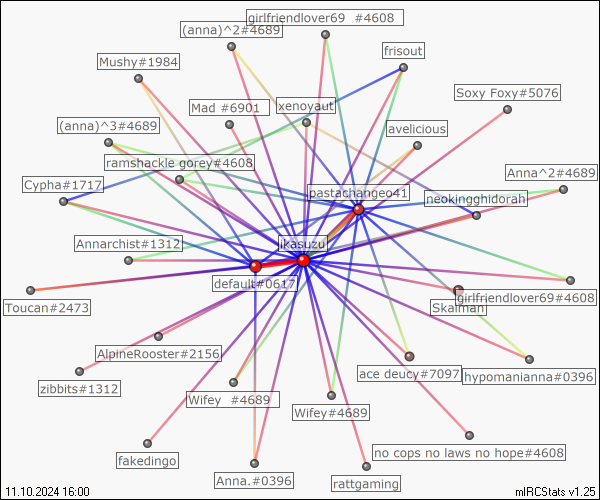 girlfriendlover69 #4608
(anna)^2#4689
frisout
Mushy#1984
Soxy Foxy#5076
Mad #6901
xenoyaut
(anna)^3#4689
avelicious
ramshackle gorey#4608
Anna^2#4689
Cypha#1717
pastachangeo41
neokingghidorah
Annarchist#1312
ikasuzu
default#0617
girlfriendlover69#4608
Toucan#2473
Skaiman
AlpineRooster#2156
ace deucy#7097
hypomanianna#0396
zibbits#1312
Wifey #4689
Wifey#4689
no cops no laws no hope#4608
fakedingo
Anna.#0396
rattgaming
11.10.2024 16:00
mIRCStats v1.25